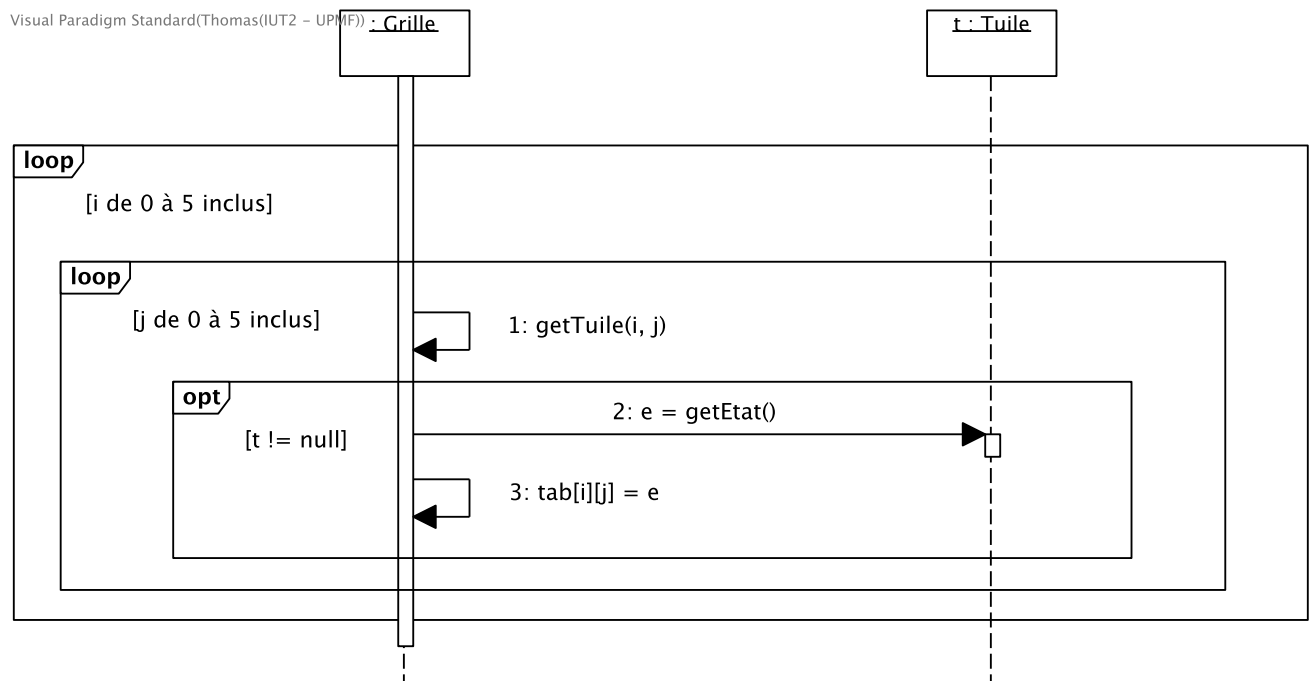 Visual Paradigm Standard(Thomas(IUT2 - UPMF))
: Grille
t : Tuile
loop
[i de 0 à 5 inclus]
loop
[j de 0 à 5 inclus]
1: getTuile(i, j)
opt
2: e = getEtat()
[t != null]
3: tab[i][j] = e